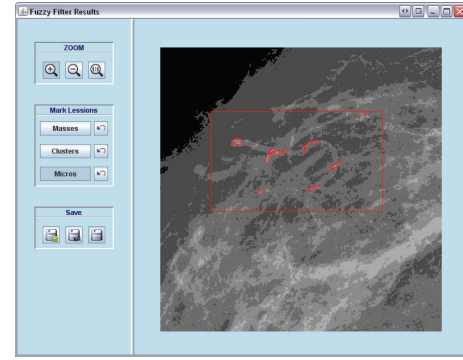 Fuzzy Filter Results
ZOOM
Mark Lessions
Masses
Clusters
Micros
Save